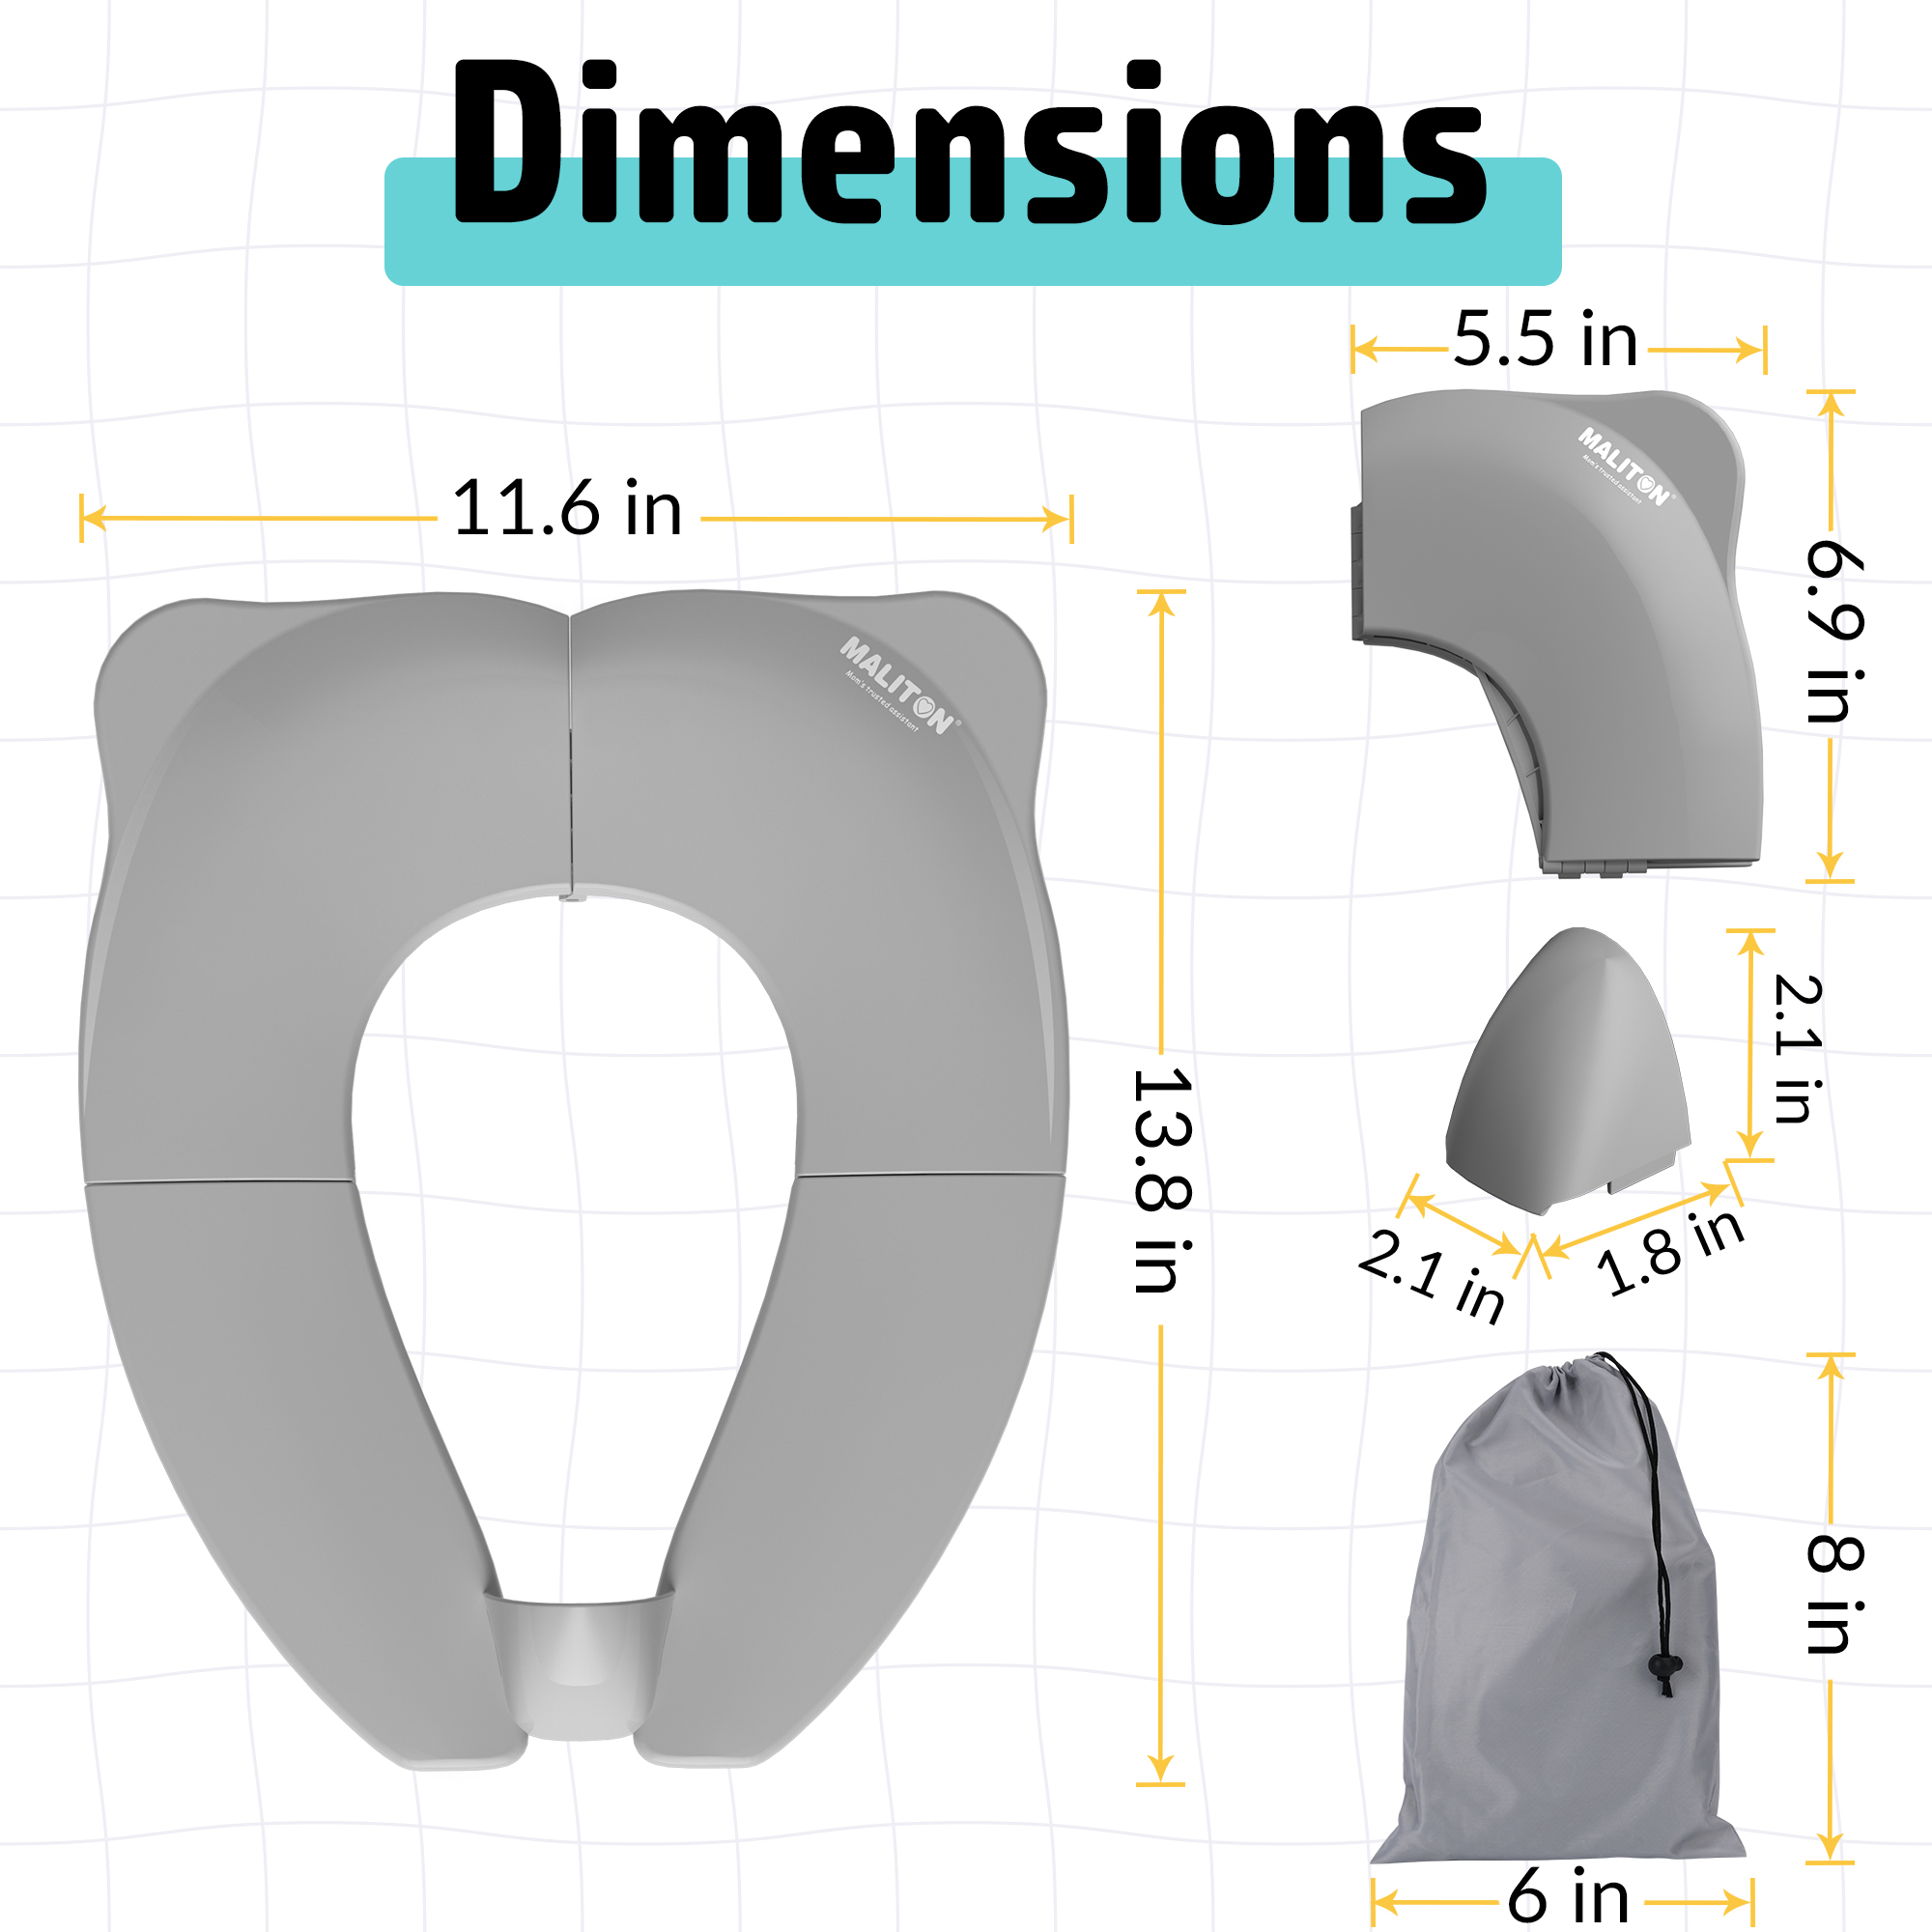 Dimensions
5.5 in
11.6 in
MALITON®
Mom's trusted assistant
6.9 in
MALITON®
Mom's trusted assistant
2.1 in
13.8 in
2.1 in
1.8 in
8 in
6 in